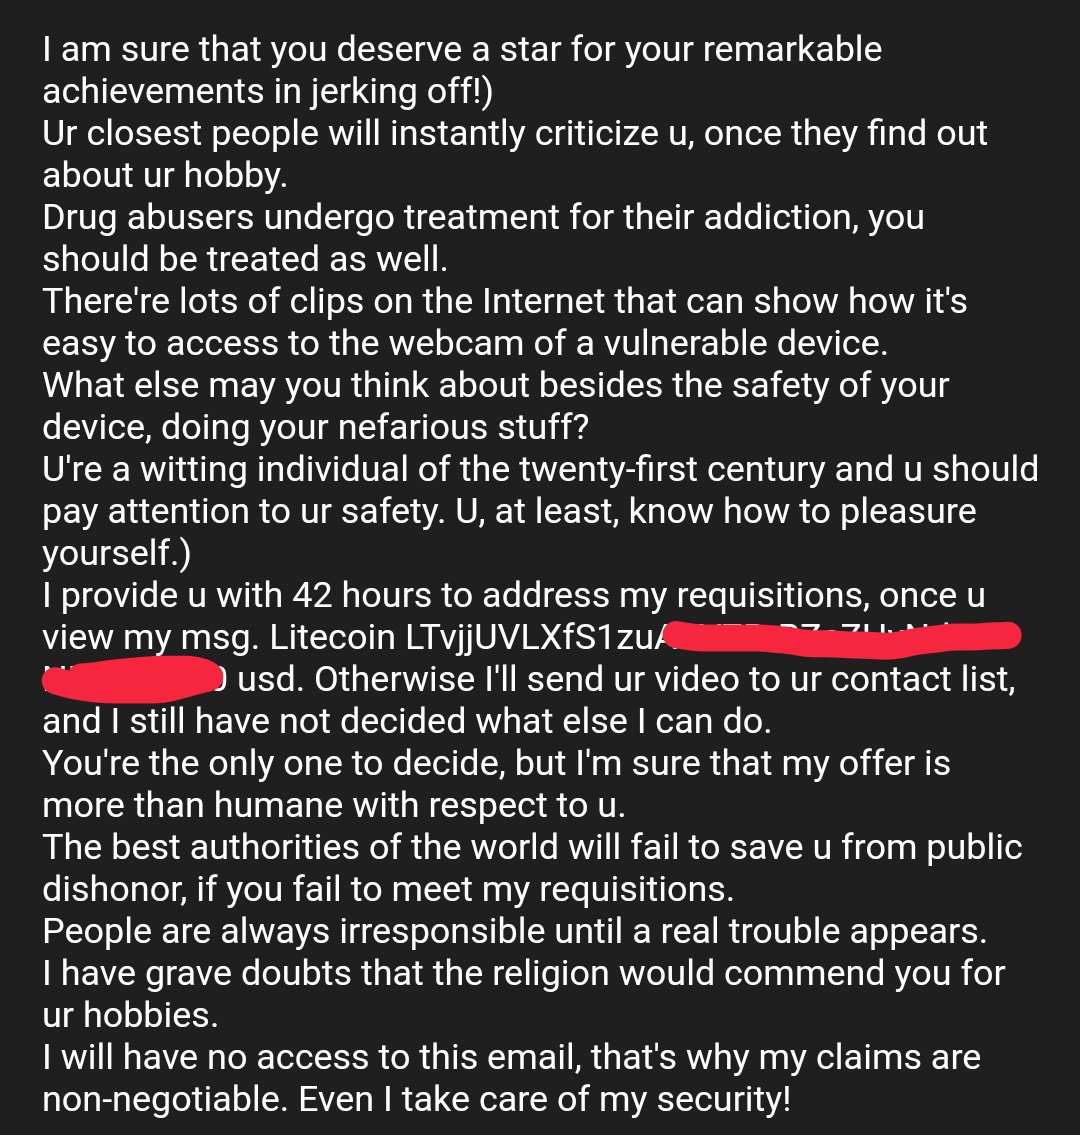 I am sure that you deserve a star for your remarkable
achievements in jerking off!)
Ur closest people will instantly criticize u, once they find out
about ur hobby.
Drug abusers undergo treatment for their addiction, you
should be treated as well.
There're lots of clips on the Internet that can show how it's
easy to access to the webcam of a vulnerable device.
What else may you think about besides the safety of your
device, doing your nefarious stuff?
U're a witting individual of the twenty-first century and u should
pay attention to ur safety. U, at least, know how to pleasure
yourself.)
I provide u with 42 hours to address my requisitions, once u
view my msg. Litecoin
usd. Otherwise I'll send ur video to ur contact list,
and I still have not decided what else I can do.
You're the only one to decide, but I'm sure that my offer is
more than humane with respect to u.
The best authorities of the world will fail to save u from public
dishonor, if you fail to meet my requisitions.
People are always irresponsible until a real trouble appears.
I have grave doubts that the religion would commend you for
ur hobbies.
I will have no access to this email, that's why my claims are
non-negotiable. Even I take care of my security!